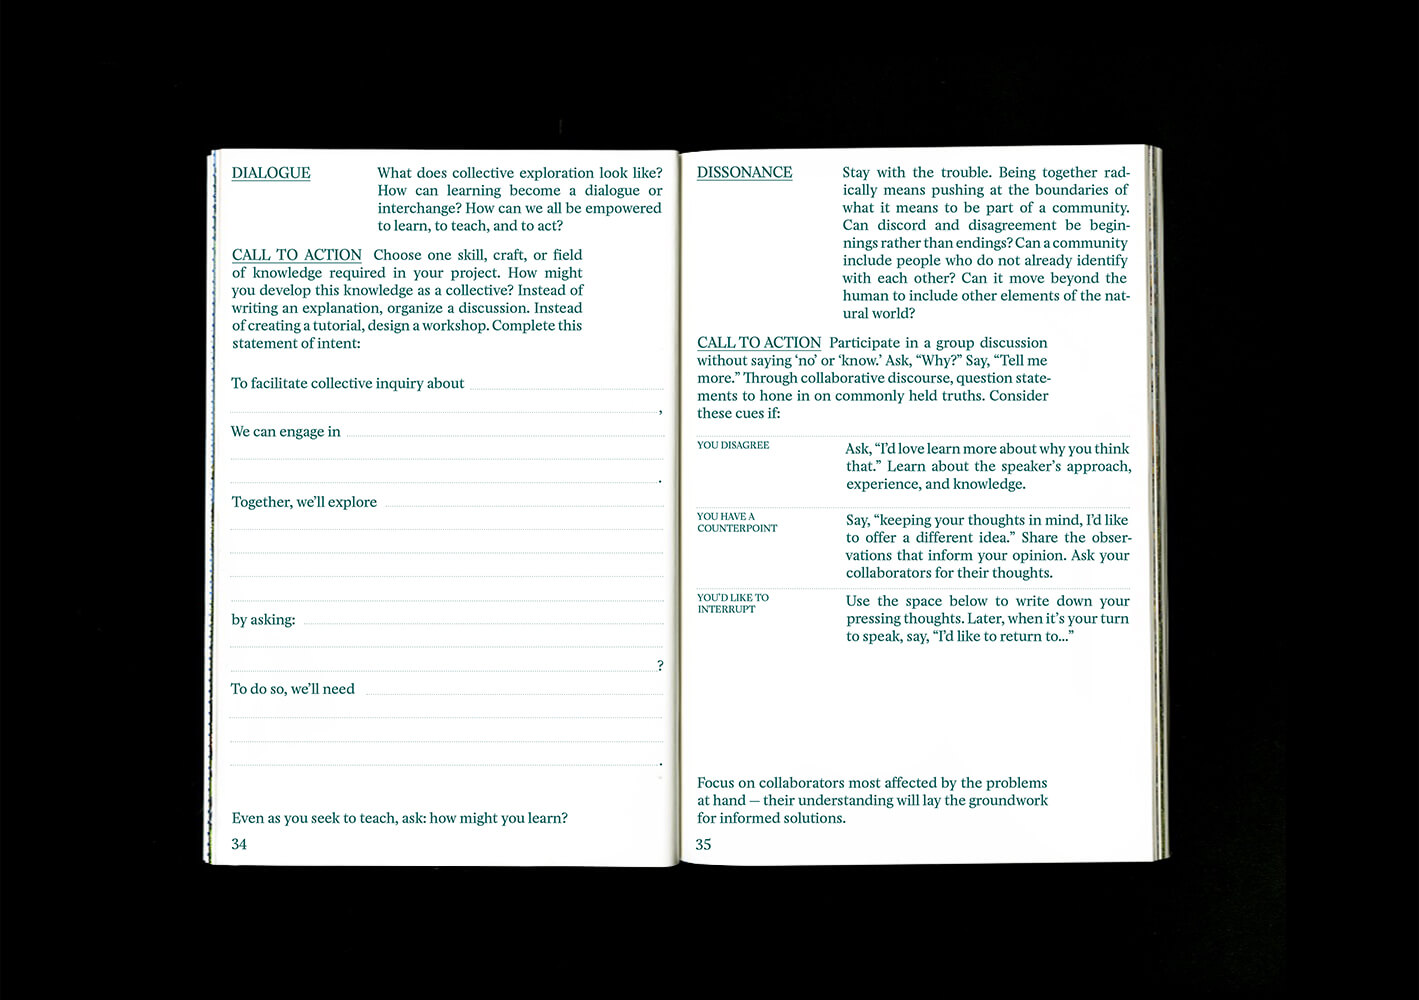 DIALOGUE
What does collective exploration look like?
How can learning become a dialogue or
interchange? How can we all be empowered
to learn, to teach, and to act?
CALL TO ACTION Choose one skill, craft, or field
of knowledge required in your project. How might
you develop this knowledge as a collective? Instead of
writing an explanation, organize a discussion. Instead
of creating a tutorial, design a workshop. Complete this
statement of intent:
To facilitate collective inquiry about
,
We can engage in
.
Together, we'll explore
by asking:
?
To do so, we'll need
.
Even as you seek to teach, ask: how might you learn?
34
DISSONANCE
Stay with the trouble. Being together rad-
ically means pushing at the boundaries of
what it means to be part of a community.
Can discord and disagreement be begin-
nings rather than endings? Can a community
include people who do not already identify
with each other? Can it move beyond the
human to include other elements of the nat-
ural world?
CALL TO ACTION Participate in a group discussion
without saying ‘no’ or ‘know.’ Ask, “Why?” Say, “Tell me
more.” Through collaborative discourse, question state-
ments to hone in on commonly held truths. Consider
these cues if:
YOU DISAGREE
Ask, “I’d love learn more about why you think
that.” Learn about the speaker’s approach,
experience, and knowledge.
YOU HAVE A
COUNTERPOINT
Say, “keeping your thoughts in mind, I’d like
to offer a different idea.” Share the obser-
vations that inform your opinion. Ask your
collaborators for their thoughts.
YOU’D LIKE TO
INTERRUPT
Use the space below to write down your
pressing thoughts. Later, when it’s your turn
to speak, say, “I’d like to return to...”
Focus on collaborators most affected by the problems
at hand — their understanding will lay the groundwork
for informed solutions.
35